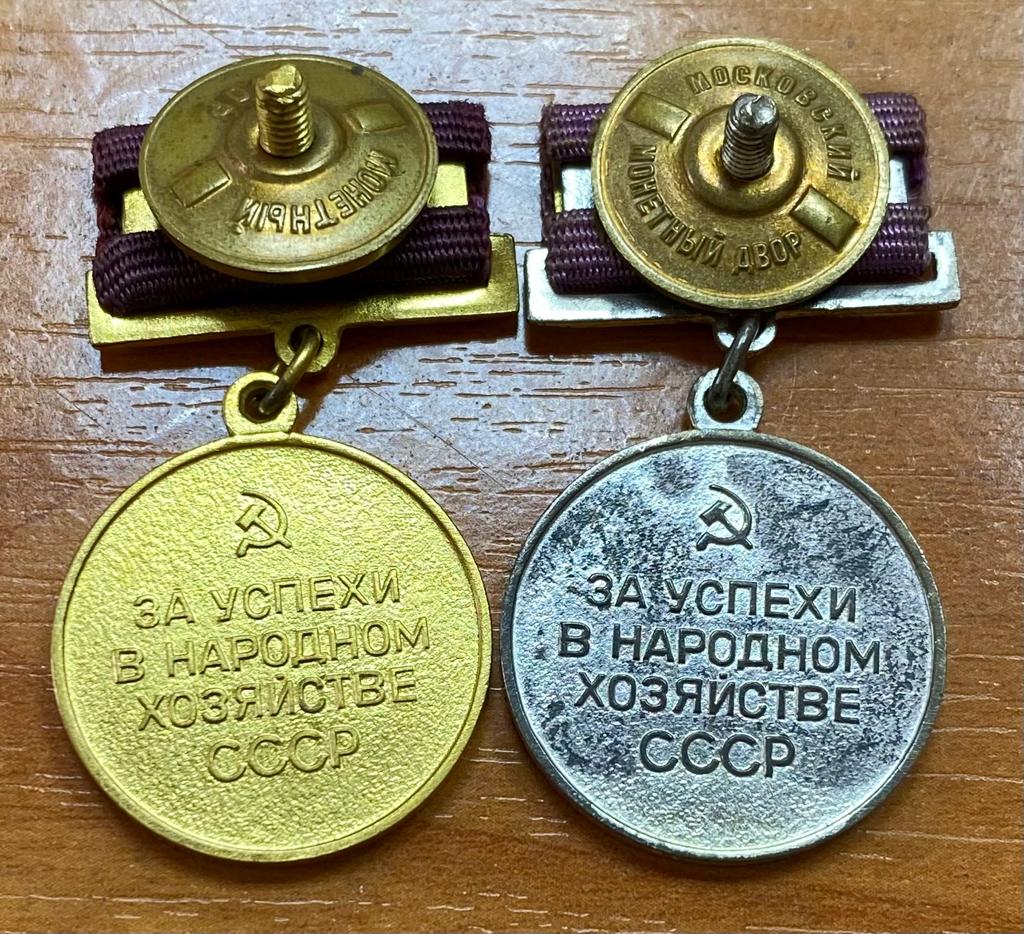 МОНЕТНЫЙ
МОСКОВСКИЙ
МОНЕТНЫЙ ДВОР
ЗА УСПЕХИ
В НАРОДНОМ
ХОЗЯЙСТВЕ
СССР
ЗА УСПЕХИ
В НАРОДНОМ
ХОЗЯЙСТВЕ
СССР